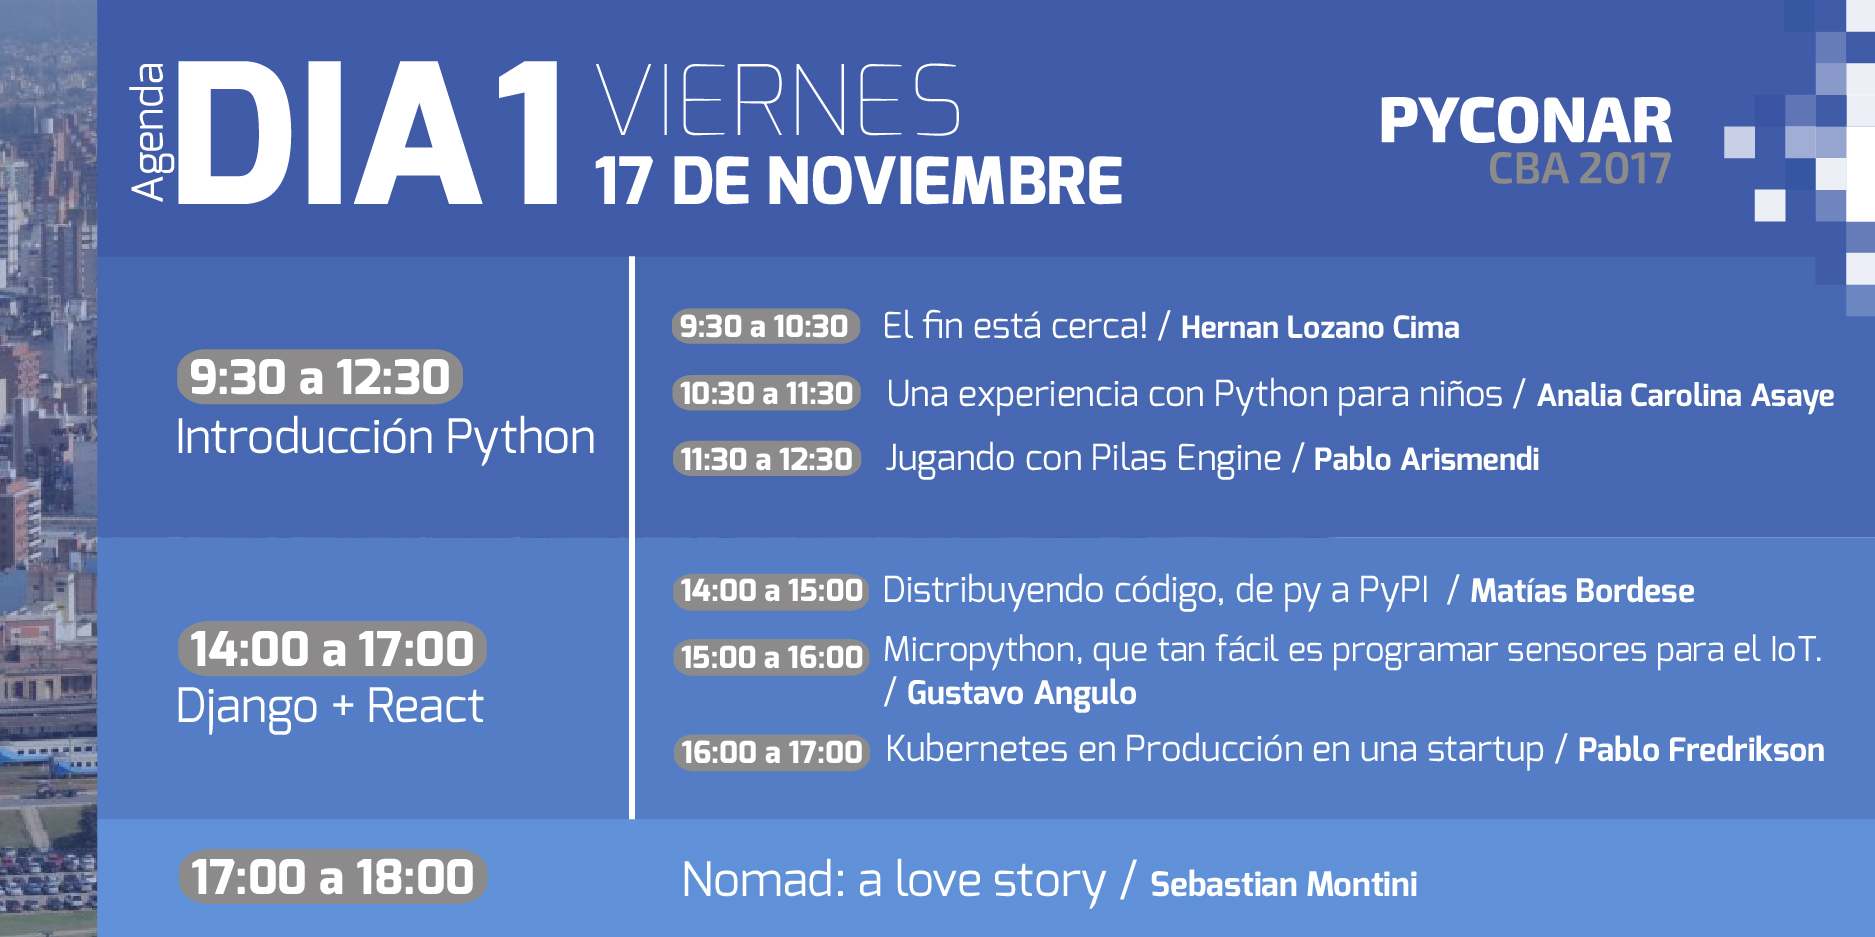 Agenda
DIA 1
VIERNES
17 DE NOVIEMBRE
PYCONAR
CBA 2017
9:30 a 12:30
Introducción Python
9:30 a 10:30 El fin está cerca! / Hernan Lozano Cima
10:30 a 11:30 Una experiencia con Python para niños / Analia Carolina Asaye
11:30 a 12:30 Jugando con Pilas Engine / Pablo Arismendi
14:00 a 17:00
Django + React
14:00 a 15:00 Distribuyendo código, de py a PyPI / Matías Bordese
15:00 a 16:00 Micropython, que tan fácil es programar sensores para el IoT.
/ Gustavo Angulo
16:00 a 17:00 Kubernetes en Producción en una startup / Pablo Fredrikson
17:00 a 18:00 Nomad: a love story / Sebastian Montini